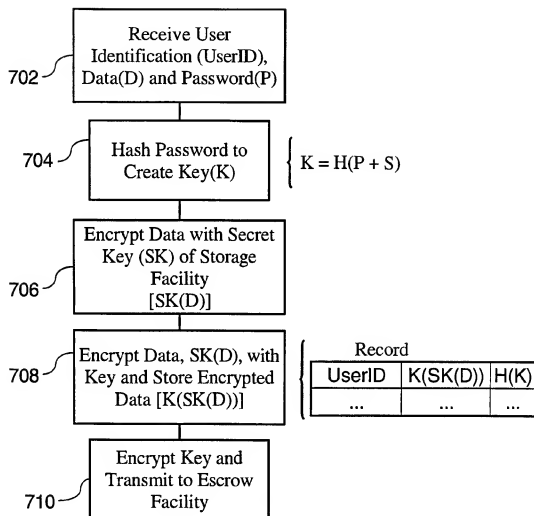 702
Receive User
Identification (UserID),
Data(D) and Password(P)
704
Hash Password to
Create Key(K)
K = H(P + S)
706
Encrypt Data with Secret
Key (SK) of Storage
Facility
[SK(D)]
708
Encrypt Data, SK(D), with
Key and Store Encrypted
Data [K(SK(D))]
Record
UserID K(SK(D)) H(K)
... ... ...
710
Encrypt Key and
Transmit to Escrow
Facility